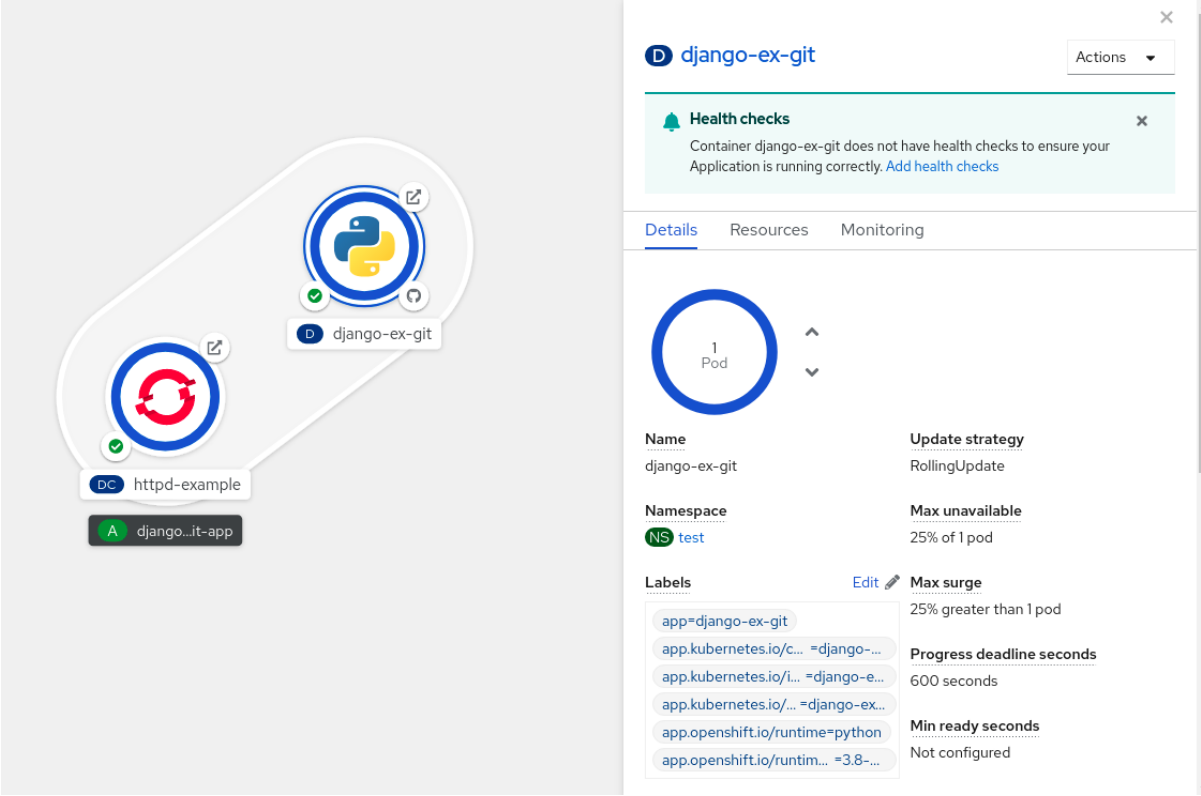 D django-ex-git
DC httpd-example
A django...it-app
D django-ex-git
Actions
Health checks
Container django-ex-git does not have health checks to ensure your
Application is running correctly. Add health checks
Details Resources Monitoring
1
Pod
Name
django-ex-git
Namespace
NS test
Labels Edit
app=django-ex-git
app.kubernetes.io/c... =django-...
app.kubernetes.io/i... =django-e...
app.kubernetes.io/... =django-ex...
app.openshift.io/runtime=python
app.openshift.io/runtim... =3.8-...
Update strategy
RollingUpdate
Max unavailable
25% of 1 pod
Max surge
25% greater than 1 pod
Progress deadline seconds
600 seconds
Min ready seconds
Not configured